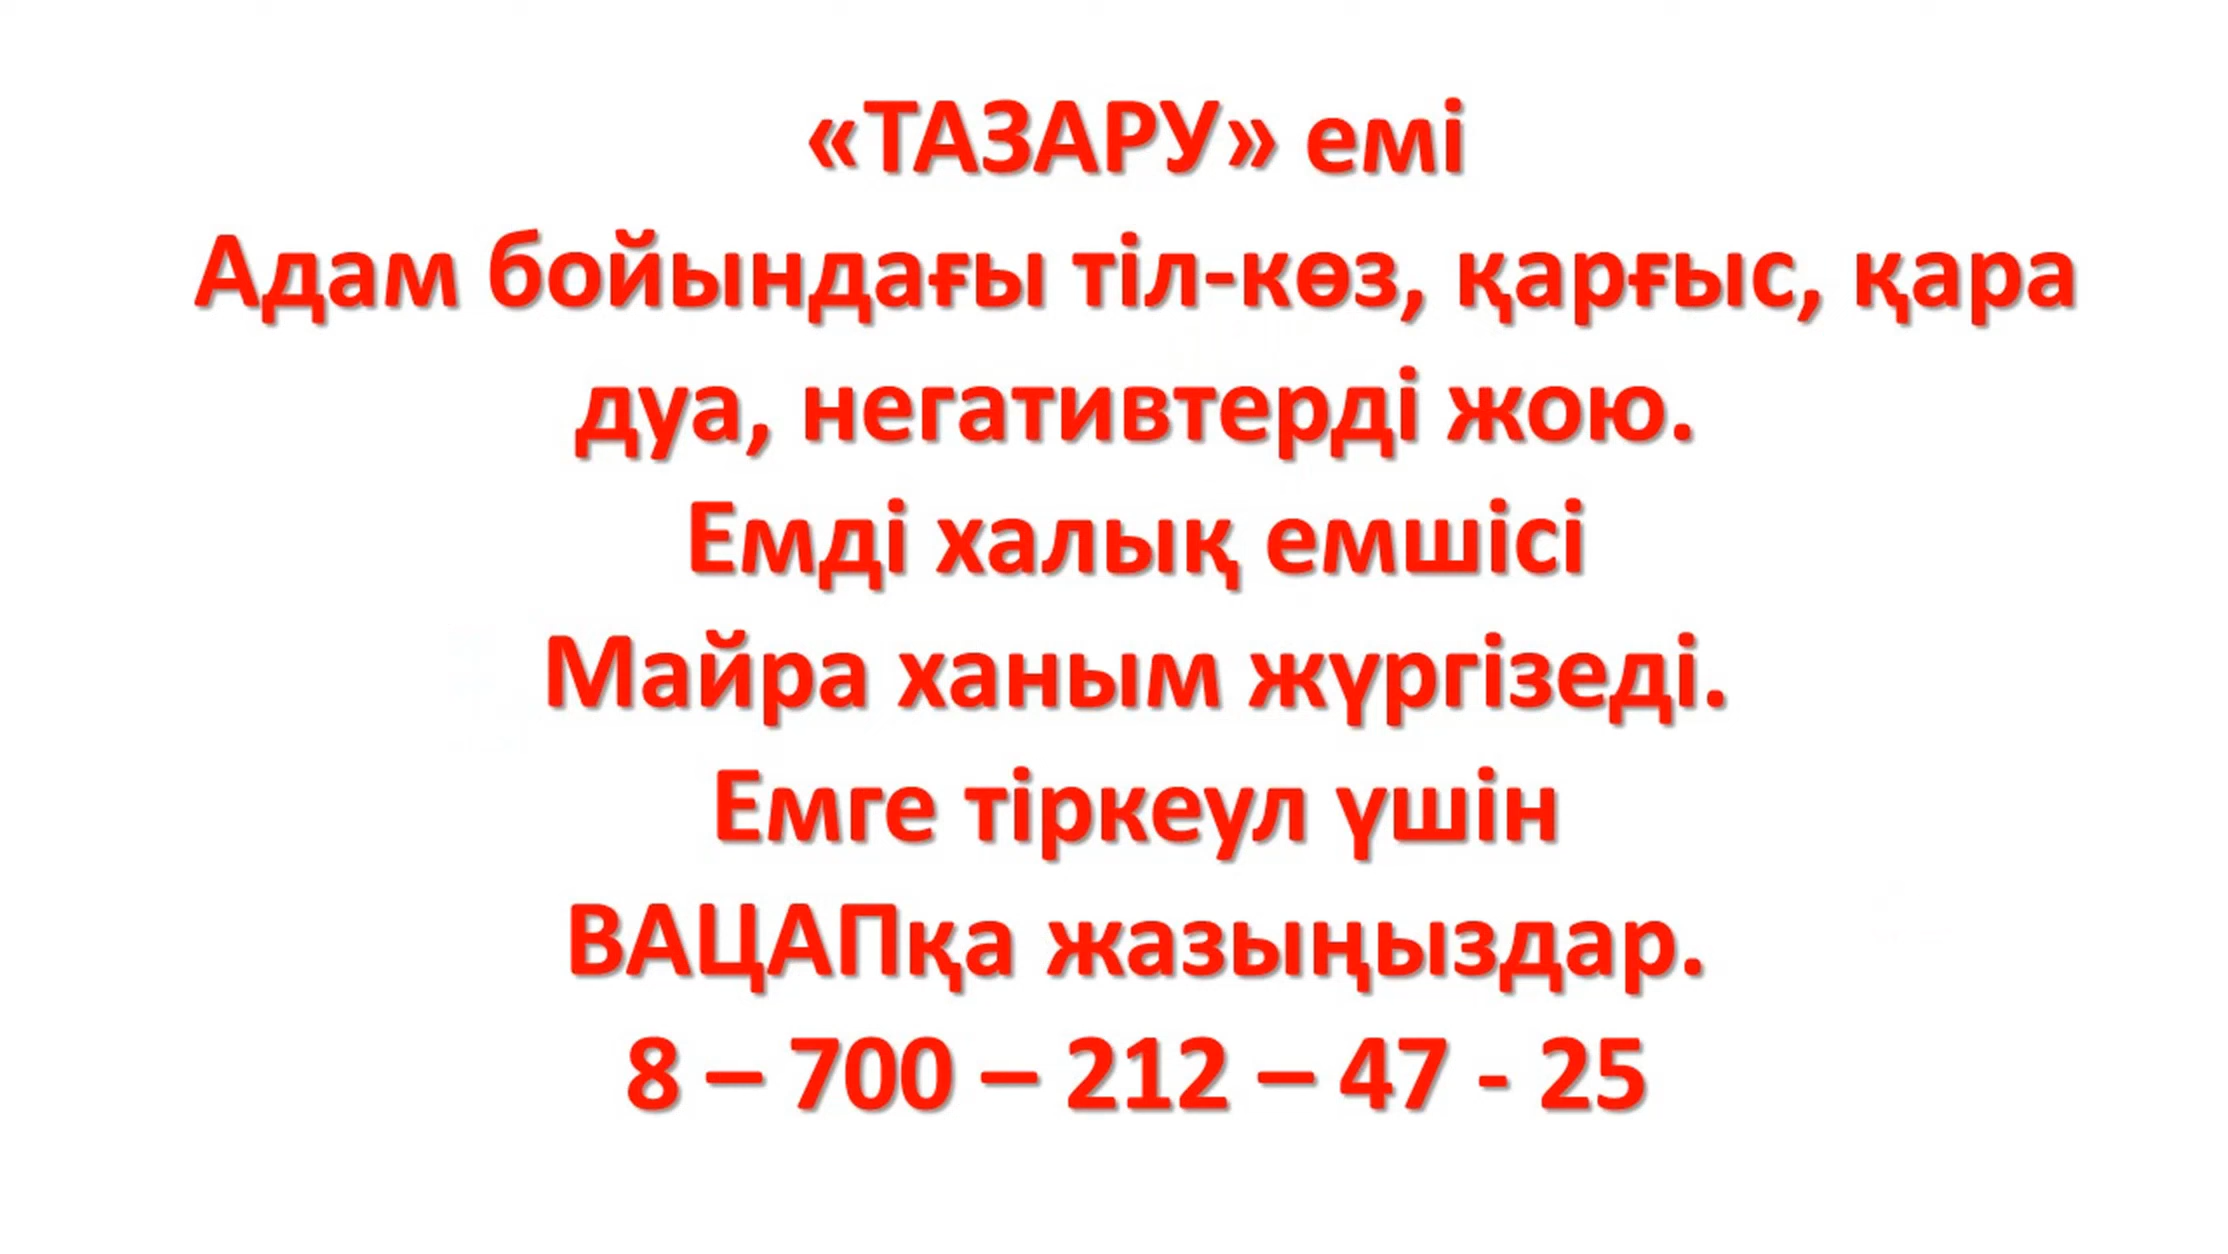 «ТАЗАРУ» емі
Адам бойындағы тіл-көз, қарғыс, қара
дуа, негативтерді жою.
Емді халық емшісі
Майра ханым жүргізеді.
Емге тіркеул үшін
ВАЦАПқа жазыңыздар.
8 – 700 – 212 – 47 - 25